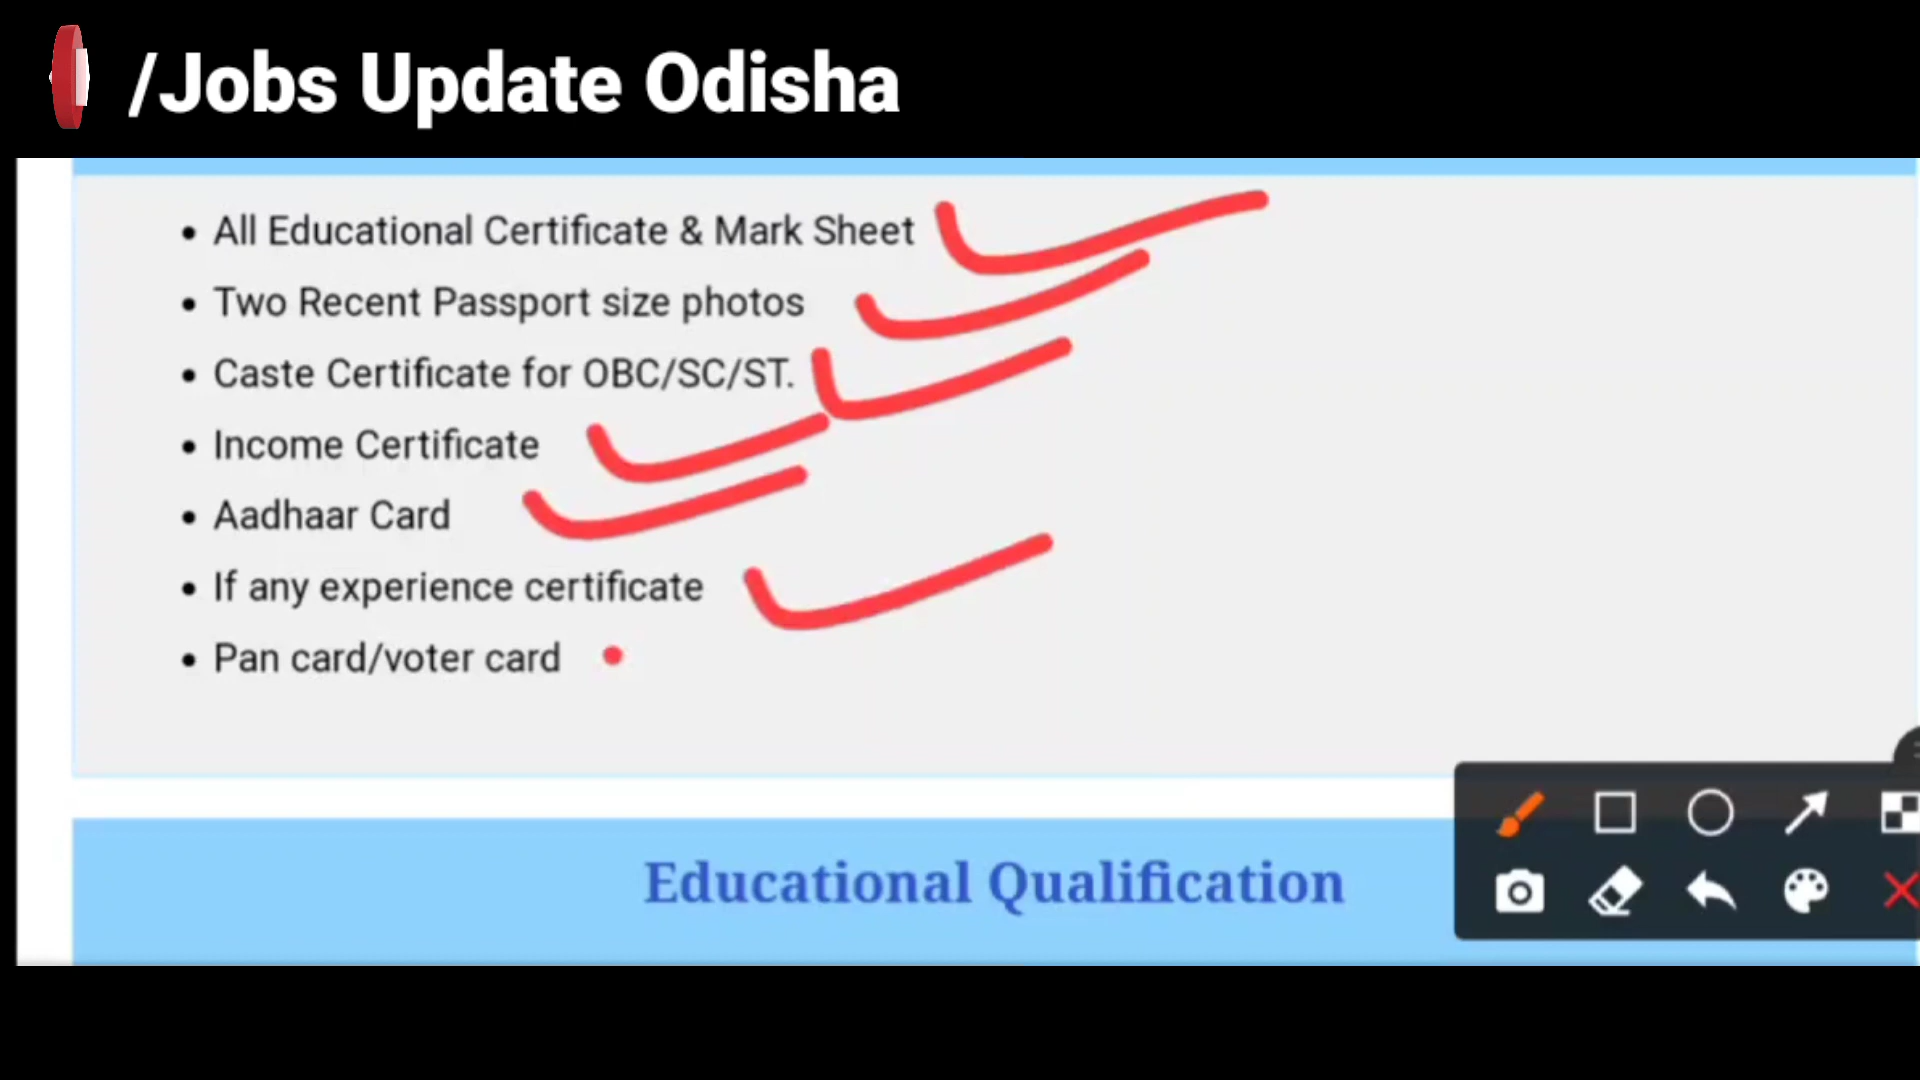 /Jobs Update Odisha
All Educational Certificate & Mark Sheet
Two Recent Passport size photos
Caste Certificate for OBC/SC/ST.
Income Certificate
Aadhaar Card
If any experience certificate
Pan card/voter card
Educational Qualification